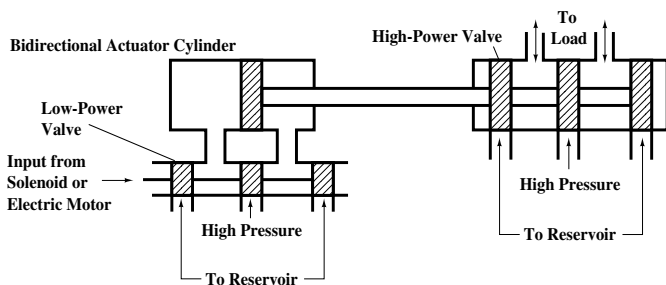 To
Load
High-Power Valve
Bidirectional Actuator Cylinder
Low-Power
Valve
Input from
Solenoid or
Electric Motor
High Pressure
High Pressure
To Reservoir
To Reservoir